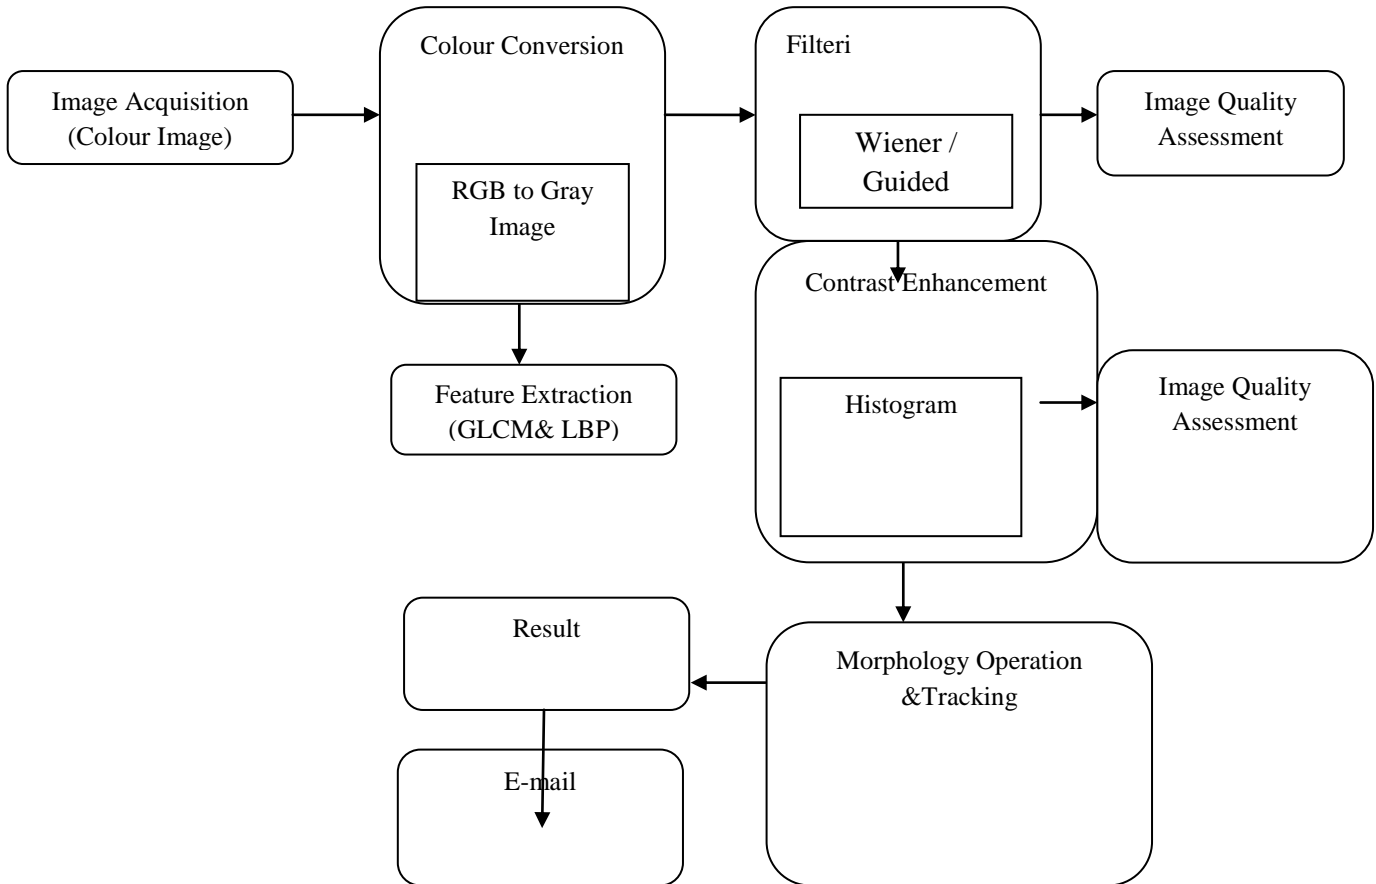 Image Acquisition
(Colour Image)
Colour Conversion
RGB to Gray
Image
Filteri
Wiener /
Guided
Image Quality
Assessment
Feature Extraction
(GLCM& LBP)
Contrast Enhancement
Histogram
Image Quality
Assessment
Morphology Operation
&Tracking
Result
E-mail